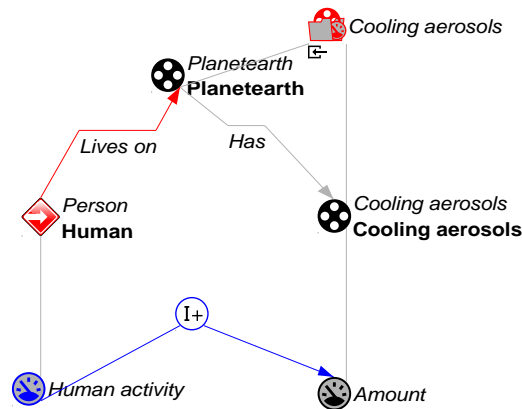 Cooling aerosols
Planetearth
Planetearth
Lives on
Has
Person
Human
Cooling aerosols
Cooling aerosols
I+
Human activity
Amount